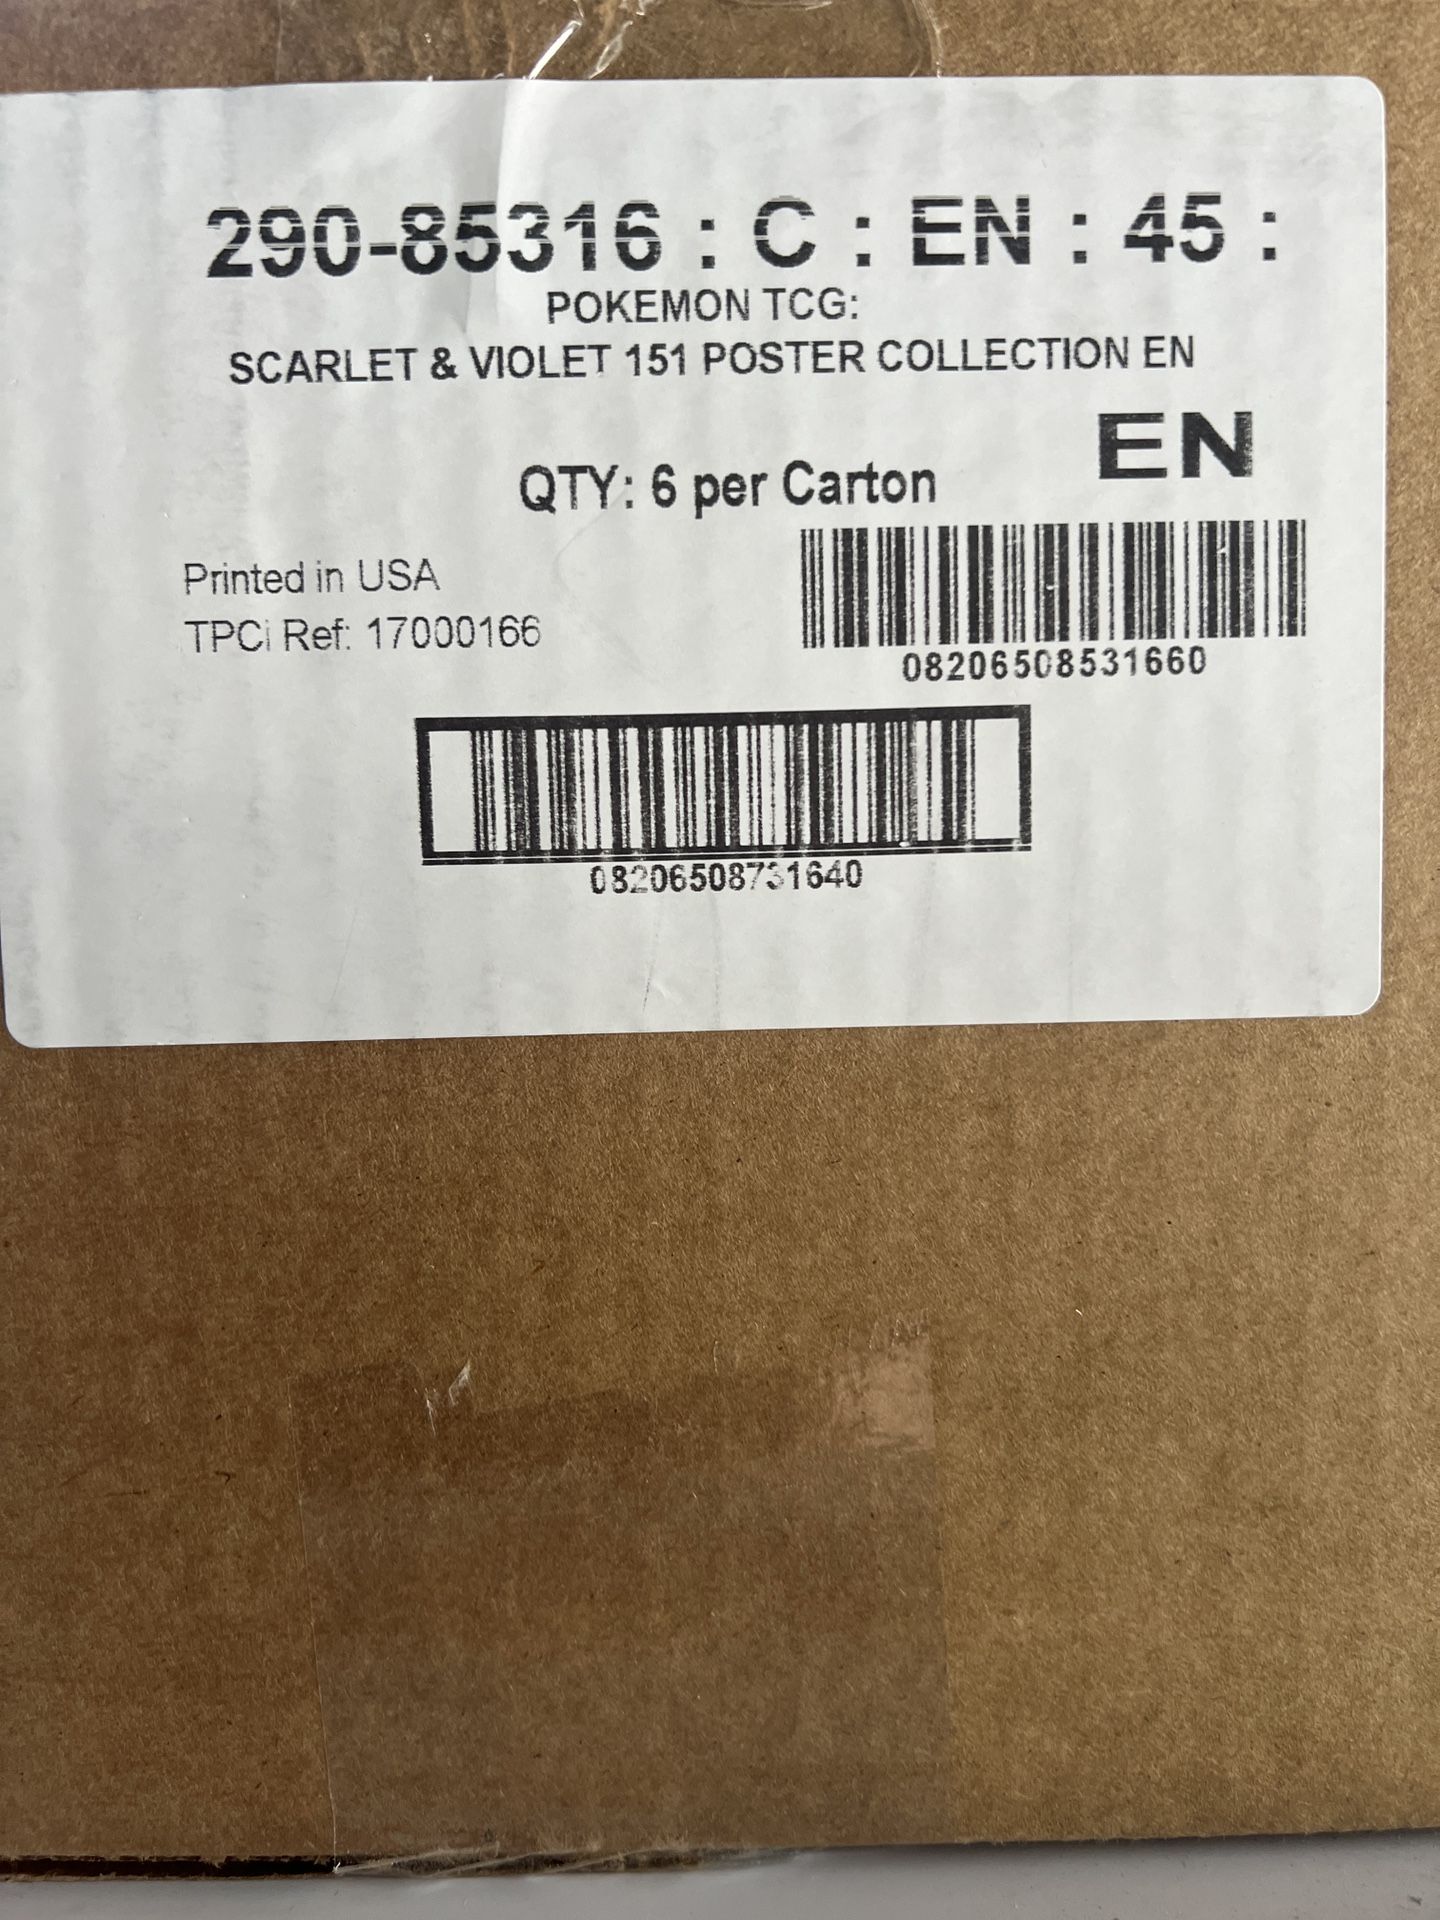 290-85316 : C : EN : 45 :
POKEMON TCG:
SCARLET & VIOLET 151 POSTER COLLECTION EN
EN
QTY: 6 per Carton
Printed in USA
TPCi Ref: 17000166
08206508531660
08206508731640